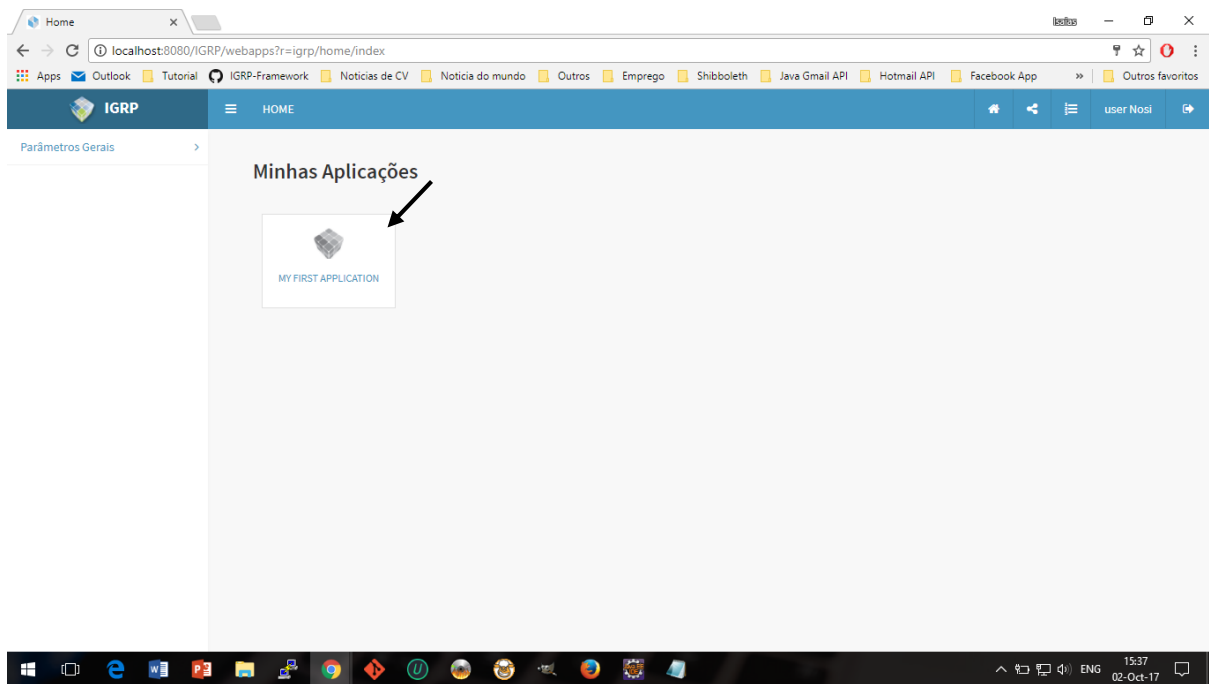 Home
Isaias
localhost:8080/IGRP/webapps?r=igrp/home/index
Apps Outlook Tutorial IGRP-Framework Noticias de CV Noticia do mundo Outros Emprego Shibboleth Java Gmail API Hotmail API Facebook App » Outros favoritos
IGRP HOME user Nosi
Parâmetros Gerais
Minhas Aplicações
MY FIRST APPLICATION
ENG 15:37
02-Oct-17